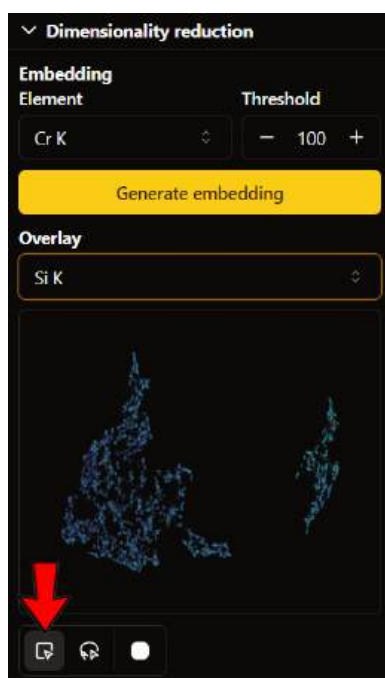 Dimensionality reduction
Embedding
Element Threshold
Cr K − 100 +
Generate embedding
Overlay
Si K